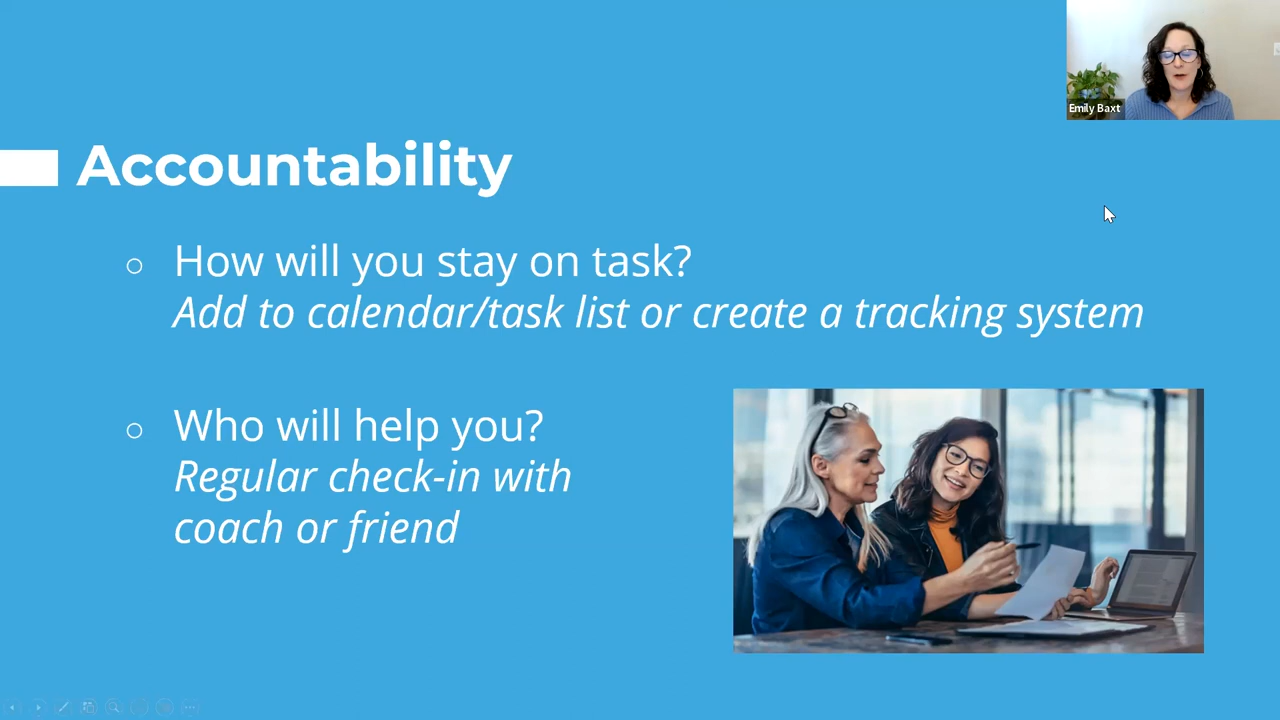 Emily Baxt
Accountability
How will you stay on task?
Add to calendar/task list or create a tracking system
Who will help you?
Regular check-in with
coach or friend